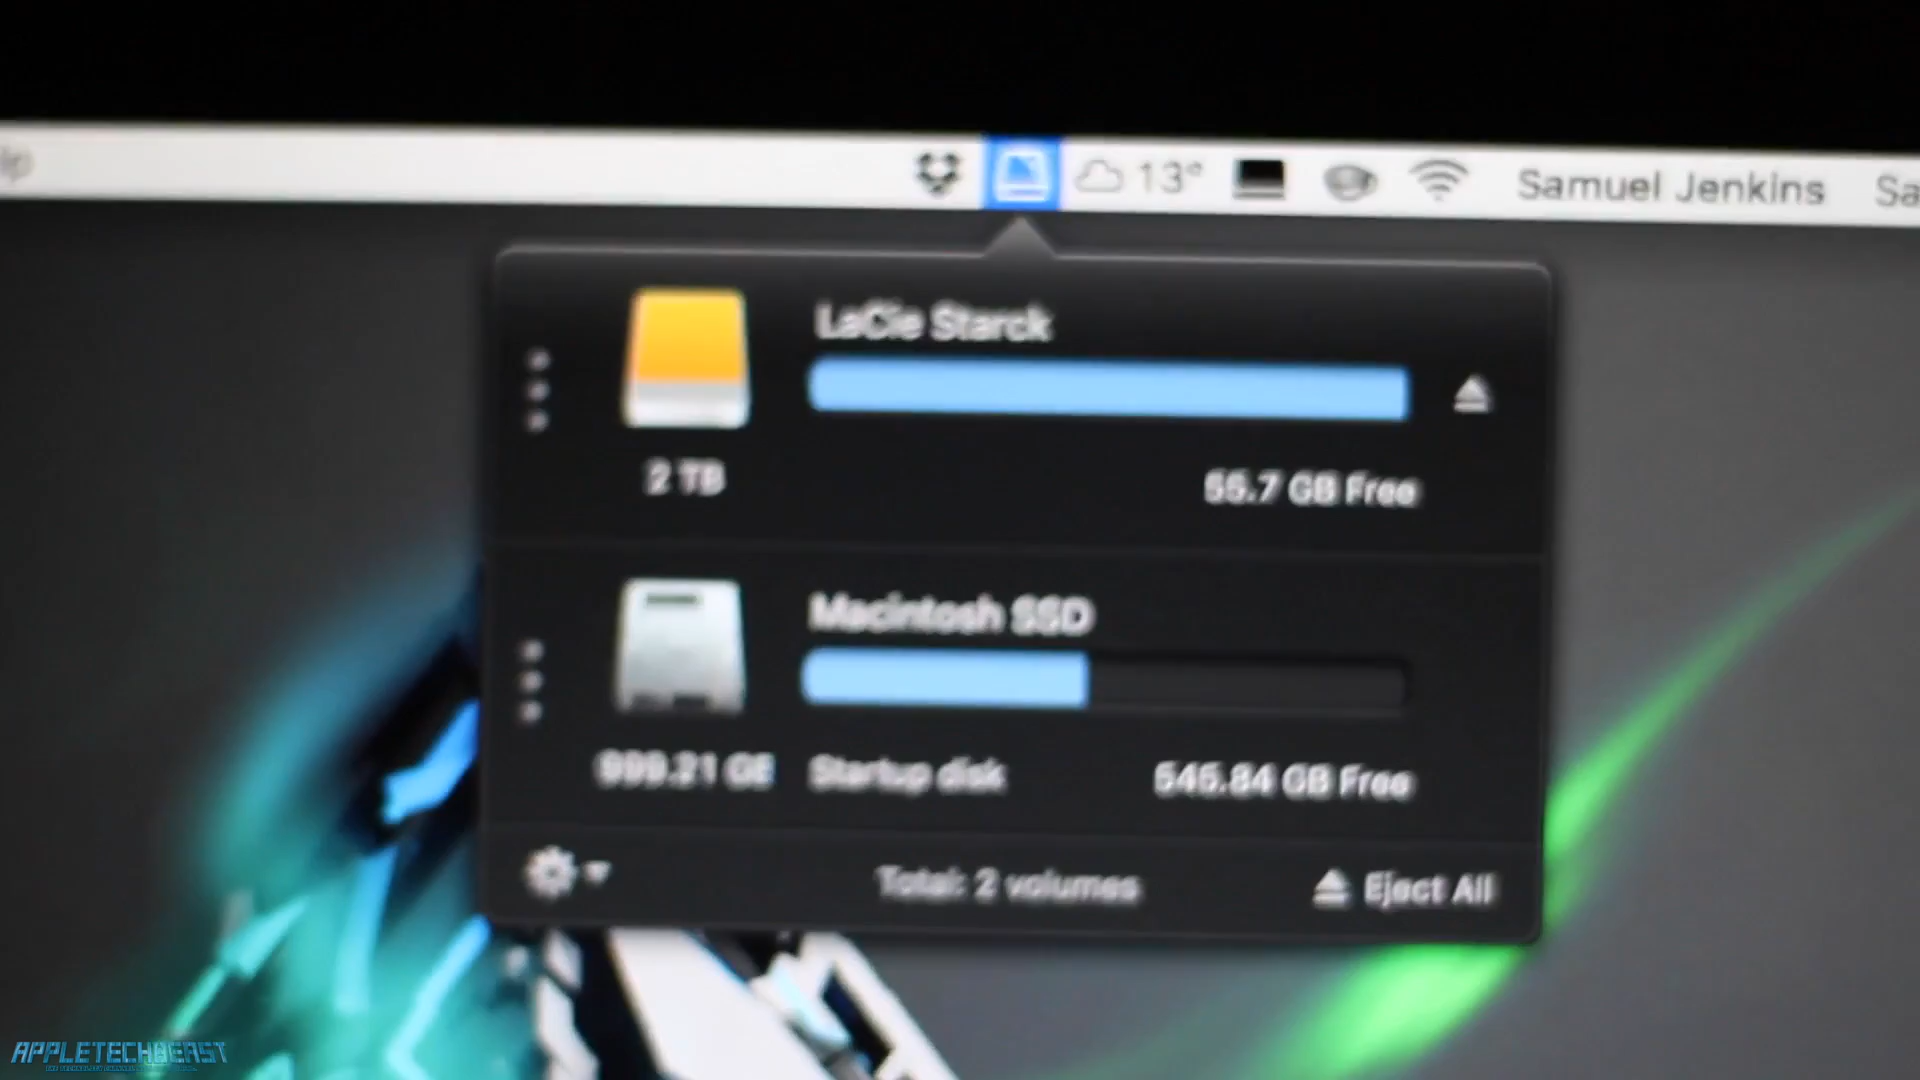 13° Samuel Jenkins Sa
LaCie Starck
2 TB
55.7 GB Free
Macintosh SSD
999.21 GB
Startup disk
545.84 GB Free
Total: 2 volumes
Eject All
APPLETECHBEAST